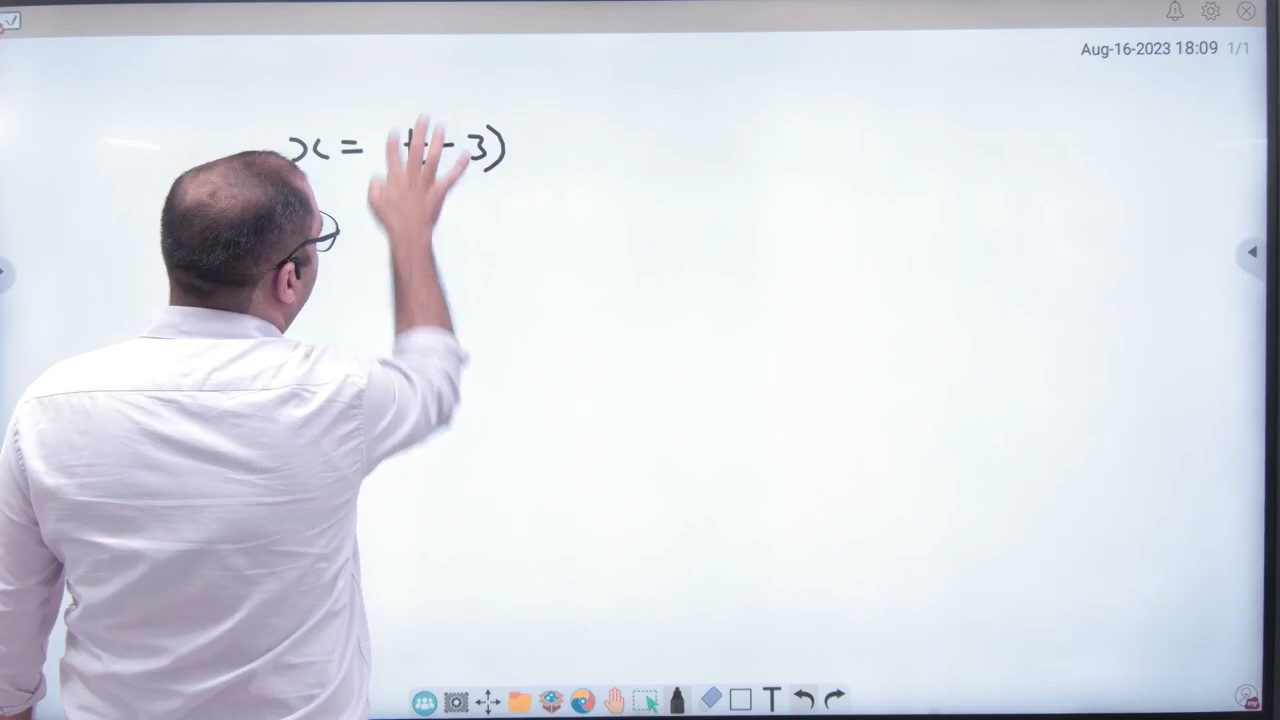 Aug-16-2023 18:09 1/1
x = t - 3)
T